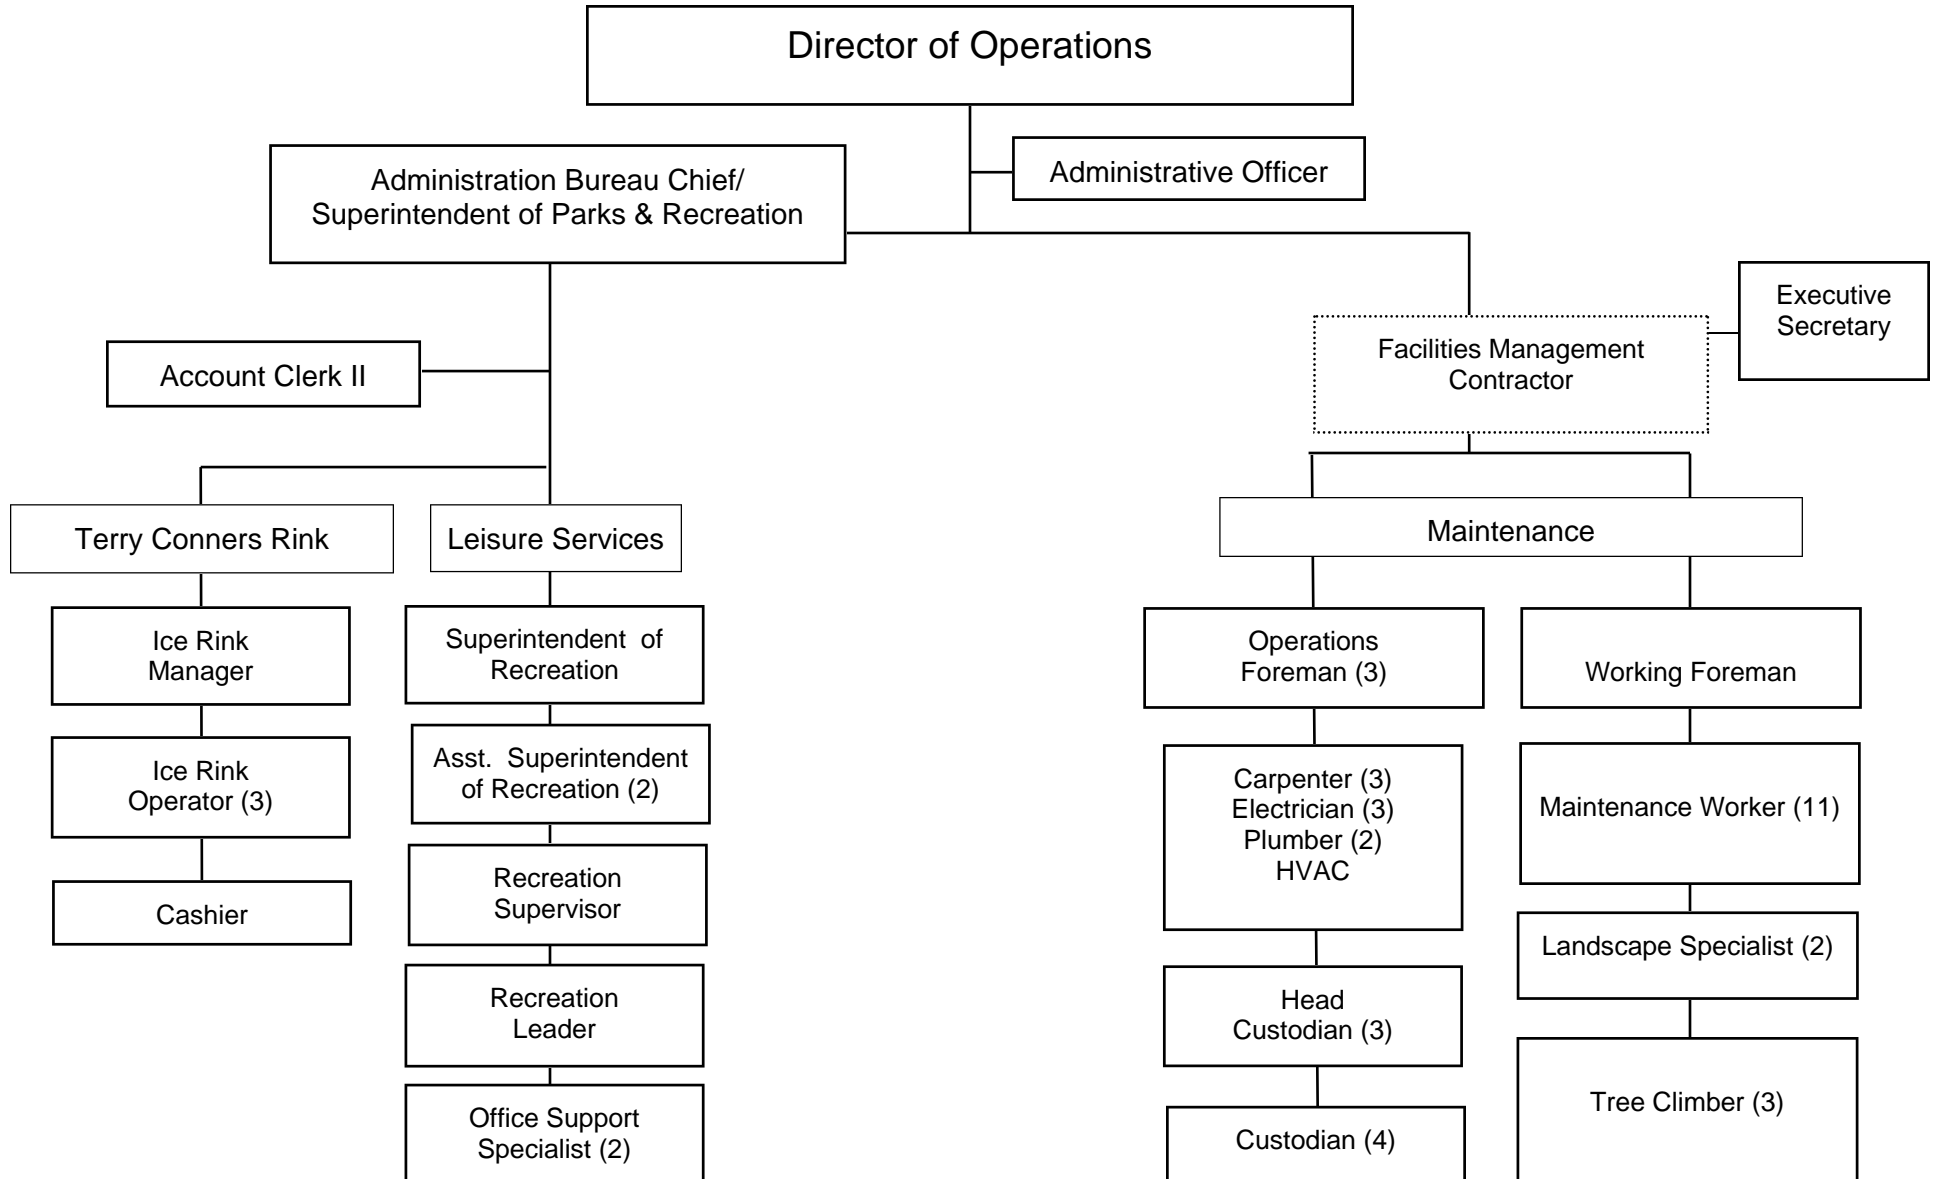 Director of Operations
Administrative Officer
Administration Bureau Chief/
Superintendent of Parks & Recreation
Executive
Secretary
Facilities Management
Contractor
Account Clerk II
Terry Conners Rink
Leisure Services
Maintenance
Ice Rink
Manager
Superintendent of
Recreation
Operations
Foreman (3)
Working Foreman
Ice Rink
Operator (3)
Asst. Superintendent
of Recreation (2)
Carpenter (3)
Electrician (3)
Plumber (2)
HVAC
Maintenance Worker (11)
Cashier
Recreation
Supervisor
Landscape Specialist (2)
Recreation
Leader
Head
Custodian (3)
Tree Climber (3)
Office Support
Specialist (2)
Custodian (4)